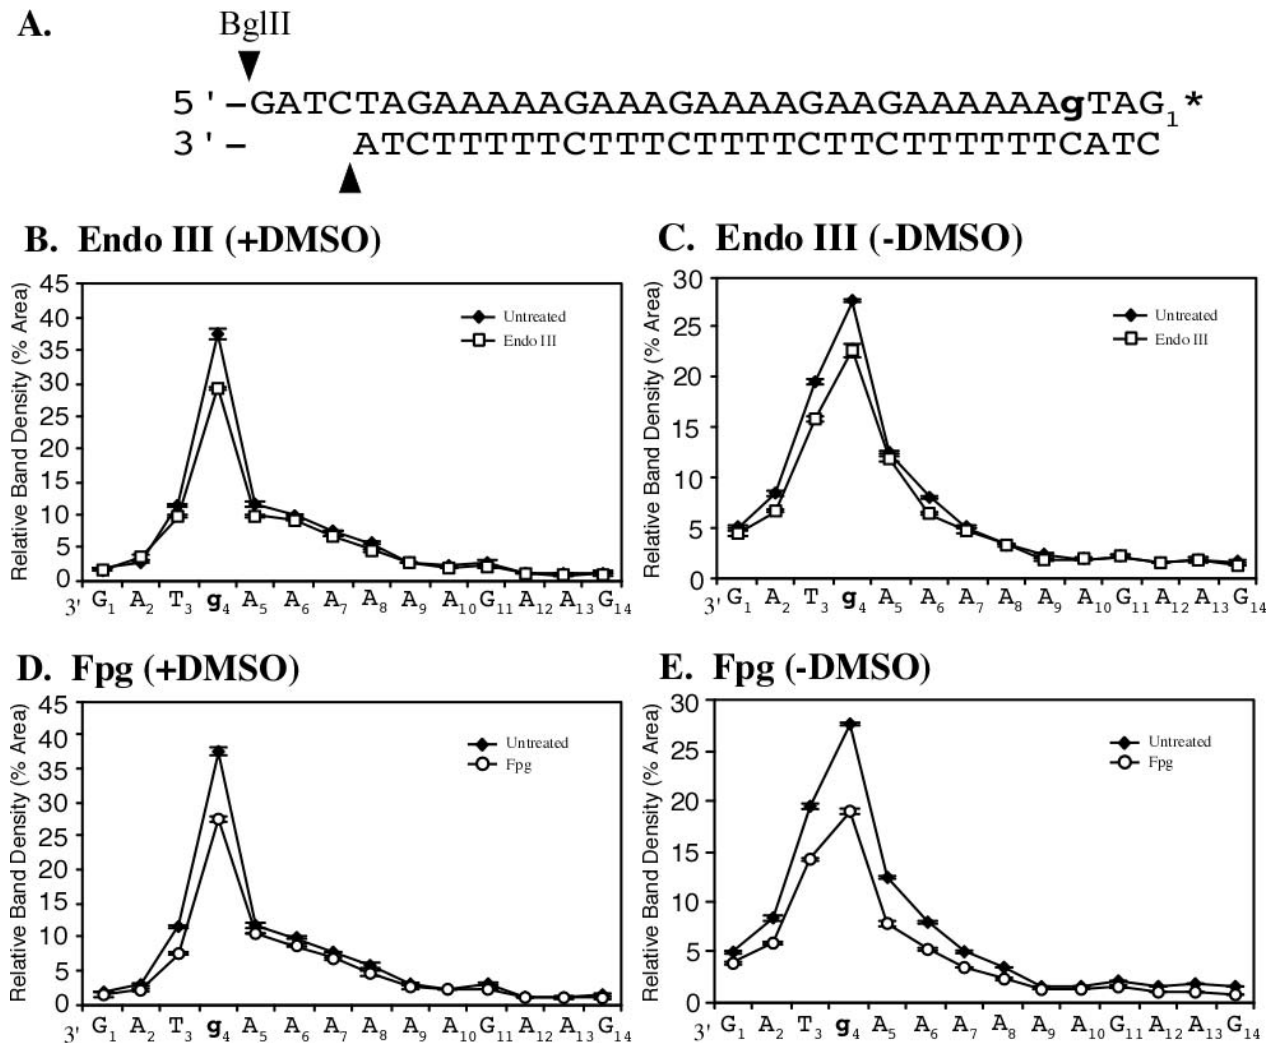 A.
BglII
5'–GATCTAGAAAAAGAAAGAAAAGAAGAAAAAAgTAG1*
3'– ATCTTTTTCTTTCTTTTCTTCTTTTTTCATC
B. Endo III (+DMSO)
Relative Band Density (% Area)
45
40
35
30
25
20
15
10
5
0
Untreated
Endo III
3' G1 A2 T3 g4 A5 A6 A7 A8 A9 A10 G11 A12 A13 G14
C. Endo III (-DMSO)
Relative Band Density (% Area)
30
25
20
15
10
5
0
Untreated
Endo III
3' G1 A2 T3 g4 A5 A6 A7 A8 A9 A10 G11 A12 A13 G14
D. Fpg (+DMSO)
Relative Band Density (% Area)
45
40
35
30
25
20
15
10
5
0
Untreated
Fpg
3' G1 A2 T3 g4 A5 A6 A7 A8 A9 A10 G11 A12 A13 G14
E. Fpg (-DMSO)
Relative Band Density (% Area)
30
25
20
15
10
5
0
Untreated
Fpg
3' G1 A2 T3 g4 A5 A6 A7 A8 A9 A10 G11 A12 A13 G14